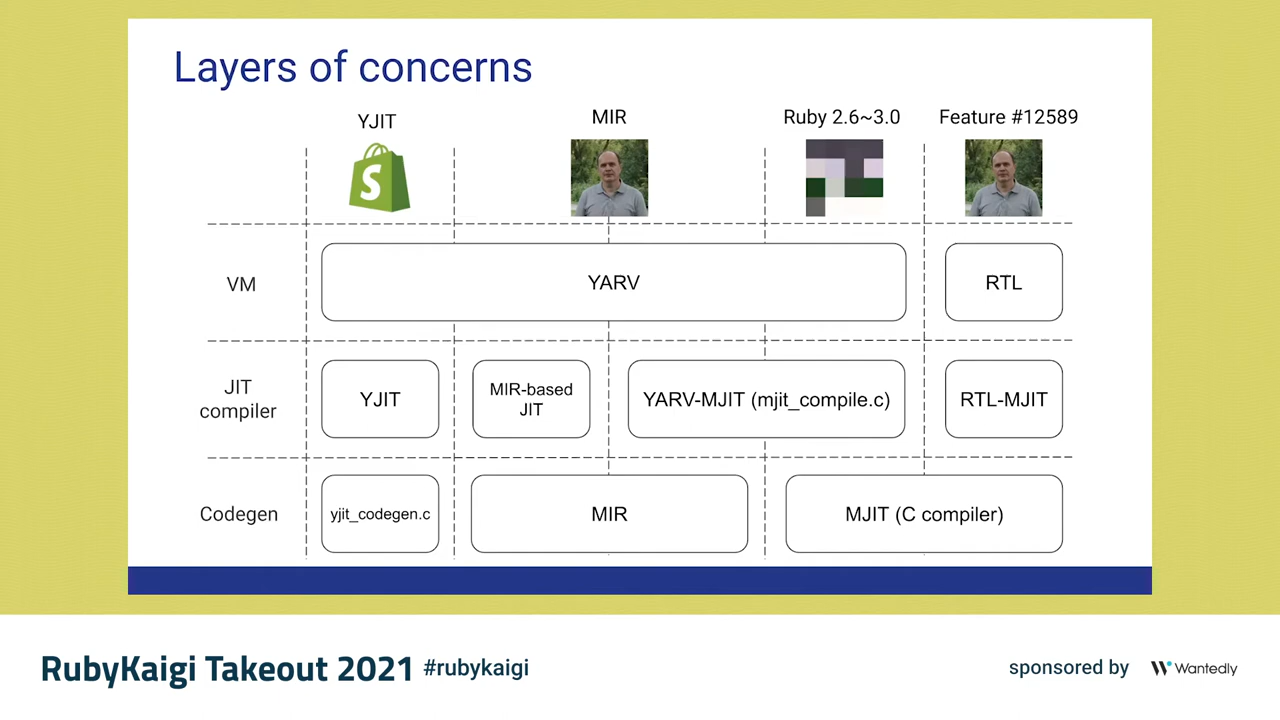 Layers of concerns
YJIT
MIR
Ruby 2.6~3.0
Feature #12589
S
VM
YARV
RTL
JIT
compiler
YJIT
MIR-based
JIT
YARV-MJIT (mjit_compile.c)
RTL-MJIT
Codegen
yjit_codegen.c
MIR
MJIT (C compiler)
RubyKaigi Takeout 2021 #rubykaigi
sponsored by Wantedly